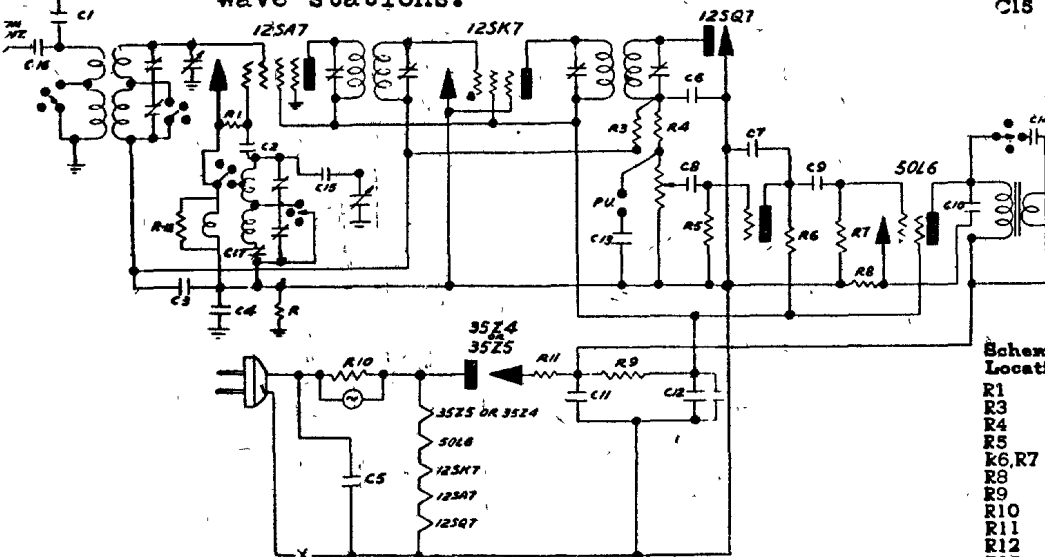 wave stations.
C15
C1
12SA7
12SK7
12SQ7
C16
C6
R1
R3
R4
C7
C2
C8
C9
50L6
C15
PU
C10
R5
R6
R7
C17
C13
R8
C3
C4
R
35Z4
OR
35Z5
R10
R11
R9
C11
C12
35Z5 OR 35Z4
50L6
12SK7
12SA7
12SQ7
C5
X
R1
R3
R4
R5
R6,R7
R8
R9
R10
R11
R12